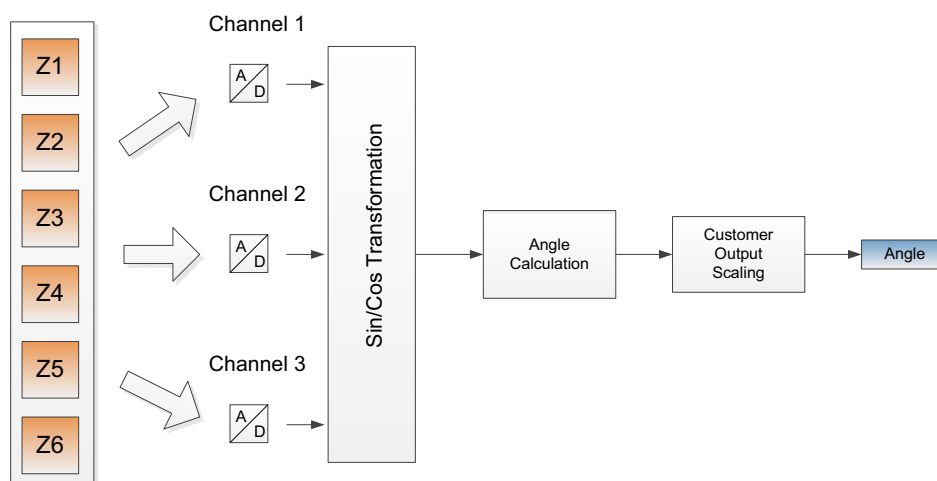 Z1
Z2
Z3
Z4
Z5
Z6
Channel 1
A
D
Channel 2
A
D
Channel 3
A
D
Sin/Cos Transformation
Angle
Calculation
Customer
Output
Scaling
Angle